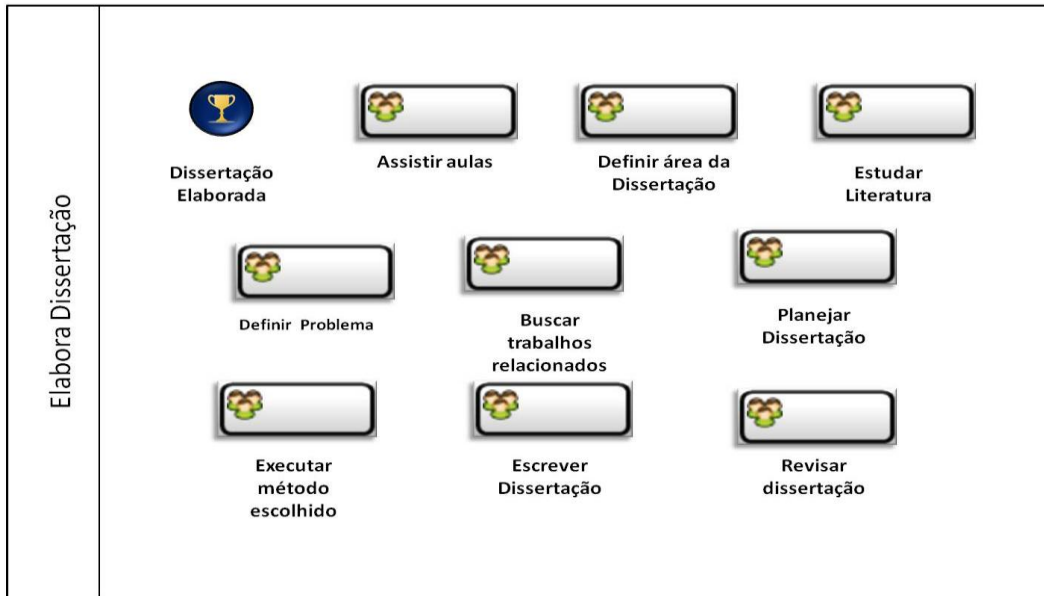 Elabora Dissertação
Dissertação
Elaborada
Assistir aulas
Definir área da
Dissertação
Estudar
Literatura
Definir Problema
Buscar
trabalhos
relacionados
Planejar
Dissertação
Executar
método
escolhido
Escrever
Dissertação
Revisar
dissertação